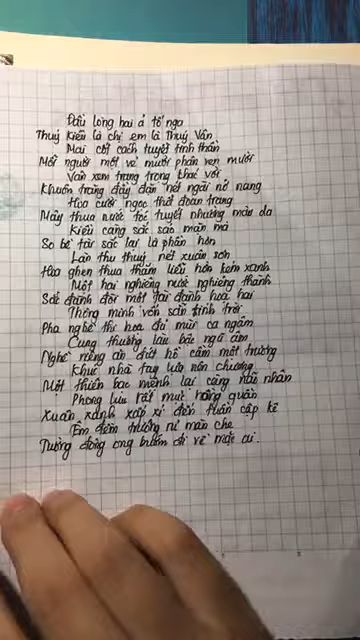 Đầu lòng hai ả tố nga
Thuý Kiều là chị em là Thuý Vân
Mai cốt cách tuyết tinh thần
Mỗi người một vẻ mười phân vẹn mười
Vân xem trang trọng khác vời
Khuôn trăng đầy đặn nét ngài nở nang
Hoa cười ngọc thốt đoan trang
Mây thua nước tóc tuyết nhường màu da
Kiều càng sắc sảo mặn mà
So bề tài sắc lại là phần hơn
Làn thu thuỷ nét xuân sơn
Hoa ghen thua thắm liễu hờn kém xanh
Một hai nghiêng nước nghiêng thành
Sắc đành đòi một tài đành hoạ hai
Thông minh vốn sẵn tính trời
Pha nghề thi hoạ đủ mùi ca ngâm
Cung thương lầu bậc ngũ âm
Nghề riêng ăn đứt hồ cầm một trương
Khúc nhà tay lựa nên chương
Một thiên bạc mệnh lại càng não nhân
Phong lưu rất mực hồng quần
Xuân xanh xấp xỉ đến tuần cập kê
Êm đềm trướng rủ màn che
Tường đông ong bướm đi về mặc ai.